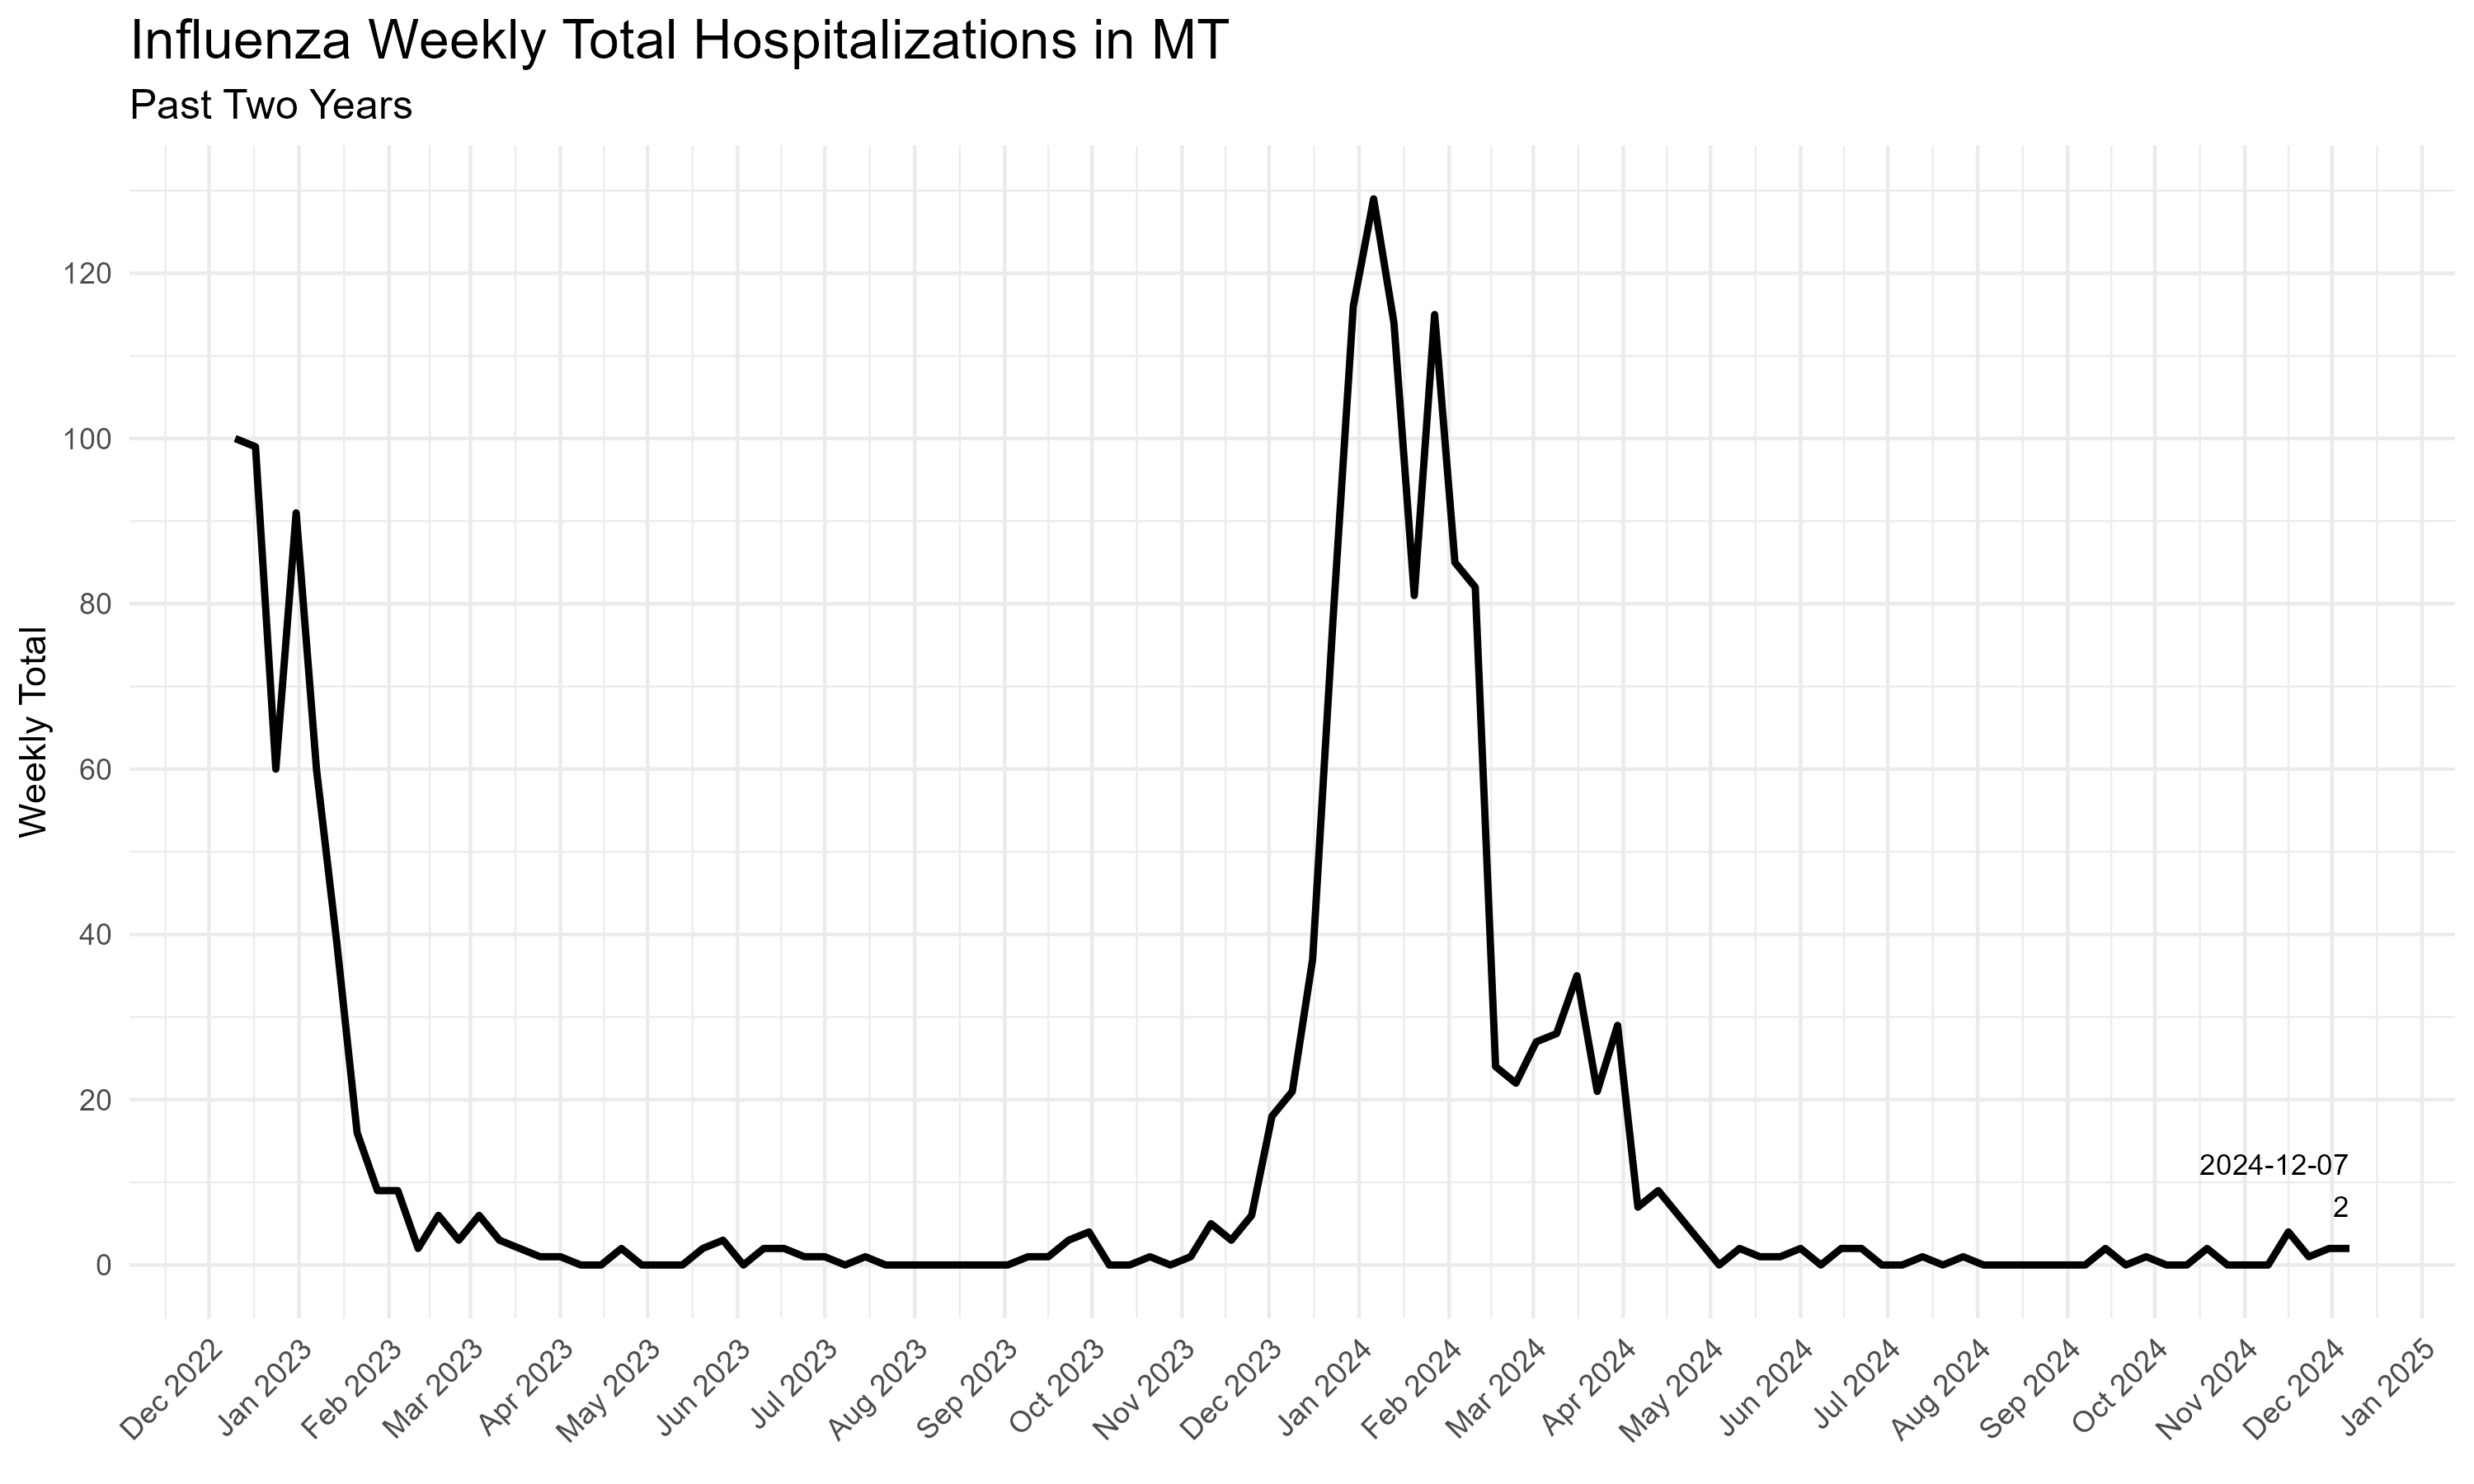 Influenza Weekly Total Hospitalizations in MT
Past Two Years
Weekly Total
120
100
80
60
40
20
0
2024-12-07
2
Dec 2022
Jan 2023
Feb 2023
Mar 2023
Apr 2023
May 2023
Jun 2023
Jul 2023
Aug 2023
Sep 2023
Oct 2023
Nov 2023
Dec 2023
Jan 2024
Feb 2024
Mar 2024
Apr 2024
May 2024
Jun 2024
Jul 2024
Aug 2024
Sep 2024
Oct 2024
Nov 2024
Dec 2024
Jan 2025